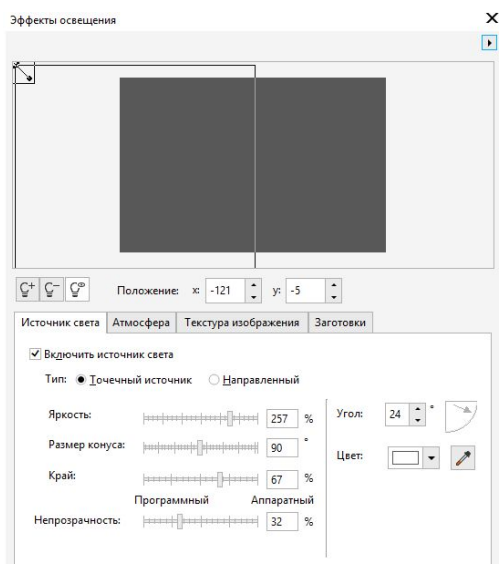 Эффекты освещения
Положение: x: -121 y: -5
Источник света Атмосфера Текстура изображения Заготовки
Включить источник света
Тип: Точечный источник Направленный
Яркость: 257 % Угол: 24 °
Размер конуса: 90 °
Цвет:
Край: 67 %
Программный Аппаратный
Непрозрачность: 32 %